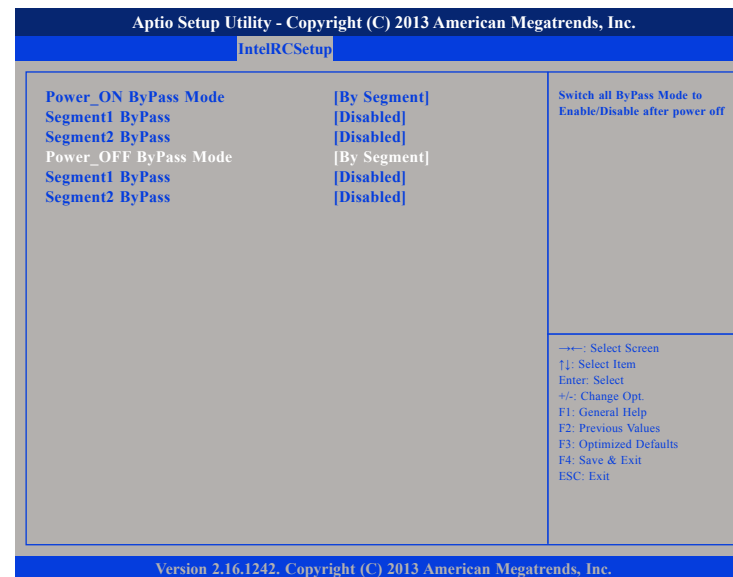 Aptio Setup Utility - Copyright (C) 2013 American Megatrends, Inc.
IntelRCSetup
Power_ON ByPass Mode [By Segment]
Segment1 ByPass [Disabled]
Segment2 ByPass [Disabled]
Power_OFF ByPass Mode [By Segment]
Segment1 ByPass [Disabled]
Segment2 ByPass [Disabled]
Switch all ByPass Mode to
Enable/Disable after power off
→←: Select Screen
↑↓: Select Item
Enter: Select
+/-: Change Opt.
F1: General Help
F2: Previous Values
F3: Optimized Defaults
F4: Save & Exit
ESC: Exit
Version 2.16.1242. Copyright (C) 2013 American Megatrends, Inc.